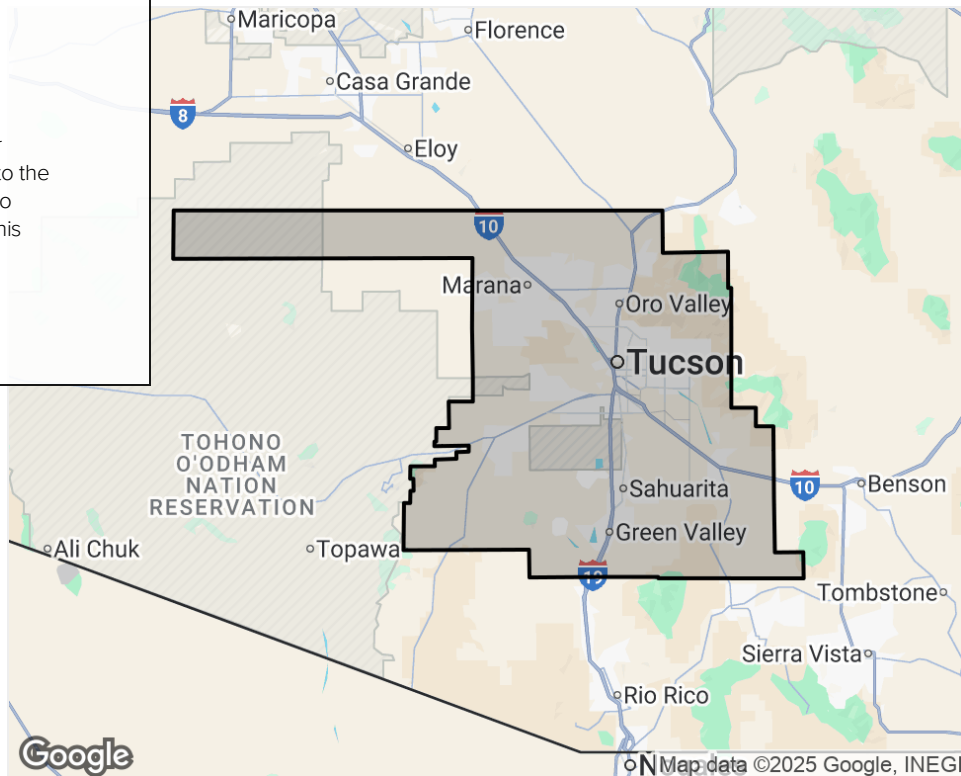 to the
o
his
Maricopa
Florence
Casa Grande
8
Eloy
10
Marana
Oro Valley
Tucson
TOHONO
O'ODHAM
NATION
RESERVATION
Sahuarita
10
Benson
Ali Chuk
Topawa
Green Valley
19
Tombstone
Sierra Vista
Rio Rico
Google
Map data ©2025 Google, INEGI